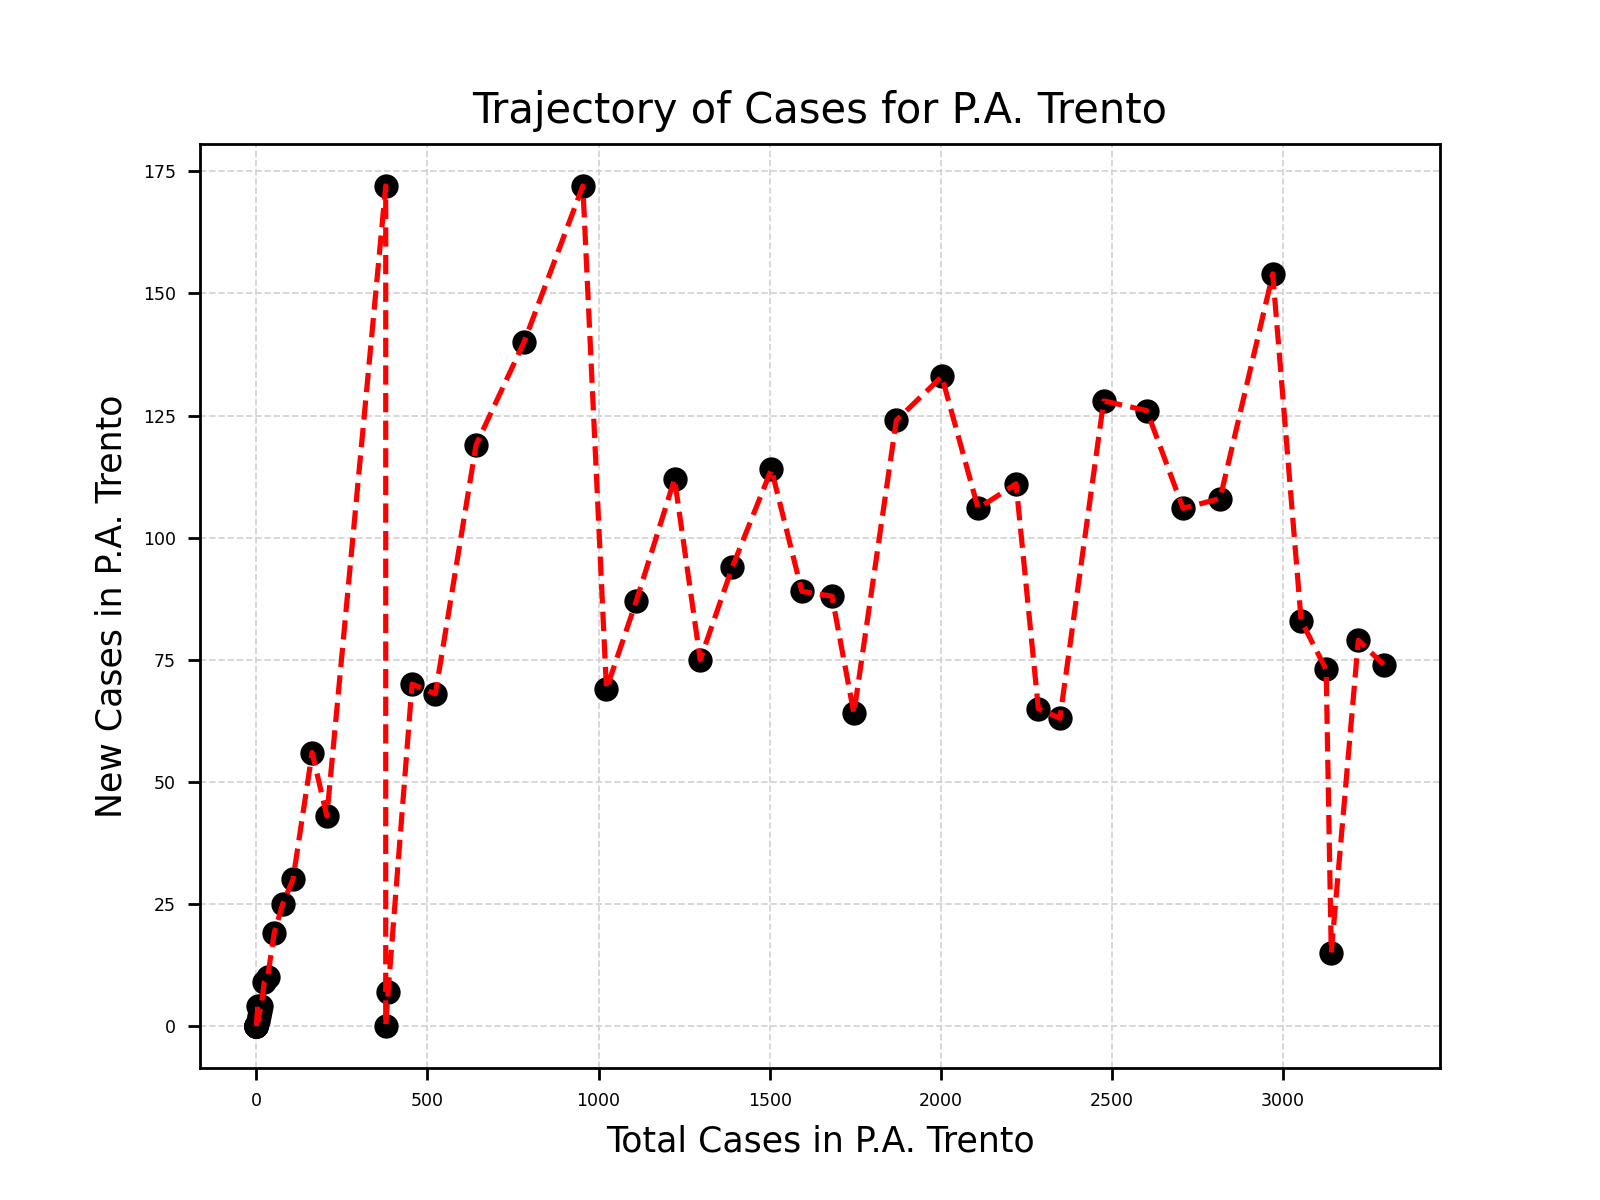 Trajectory of Cases for P.A. Trento
175
150
125
100
75
50
25
0
New Cases in P.A. Trento
0 500 1000 1500 2000 2500 3000
Total Cases in P.A. Trento